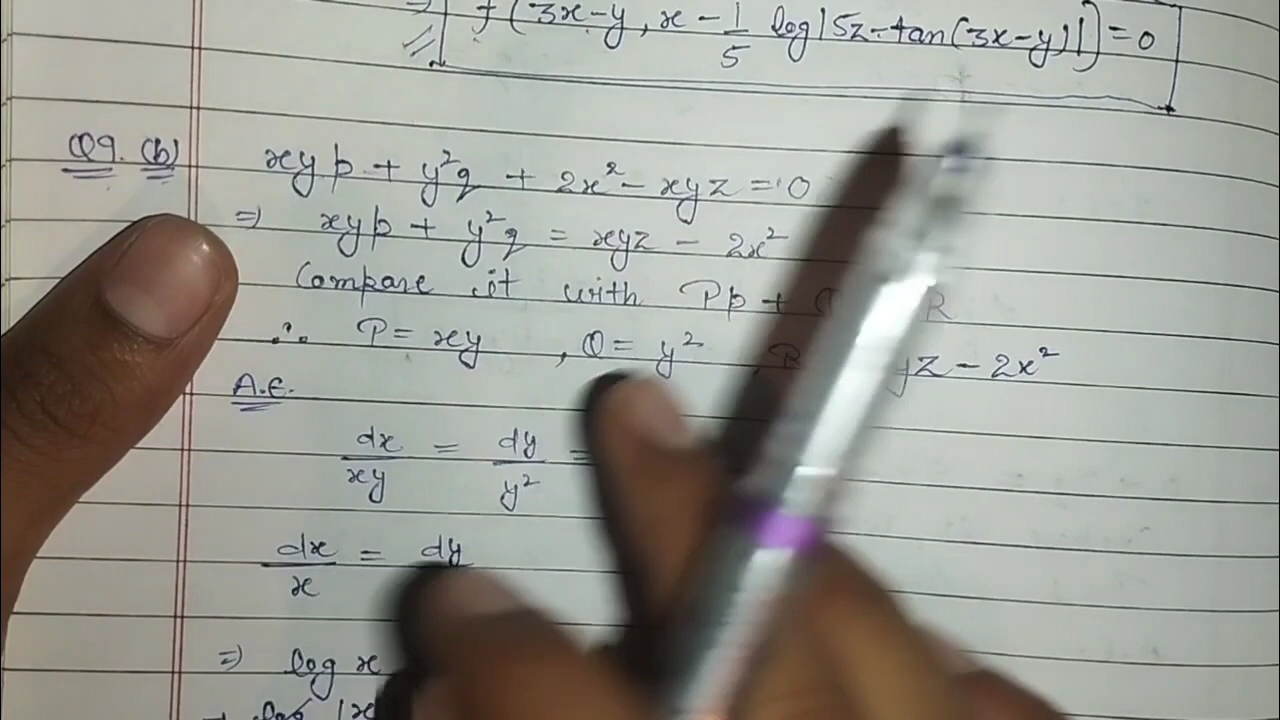 ⇒ f(3x-y, x - 1/5 log|5z-tan(3x-y)|) = 0
Q9. (b) xyp + y²q + 2x² - xyz = 0
⇒ xyp + y²q = xyz - 2x²
Compare it with Pp + R
∴ P = xy , Q = y² , yz - 2x²
A.E.
dx/xy = dy/y² =
dx/x = dy
⇒ log x